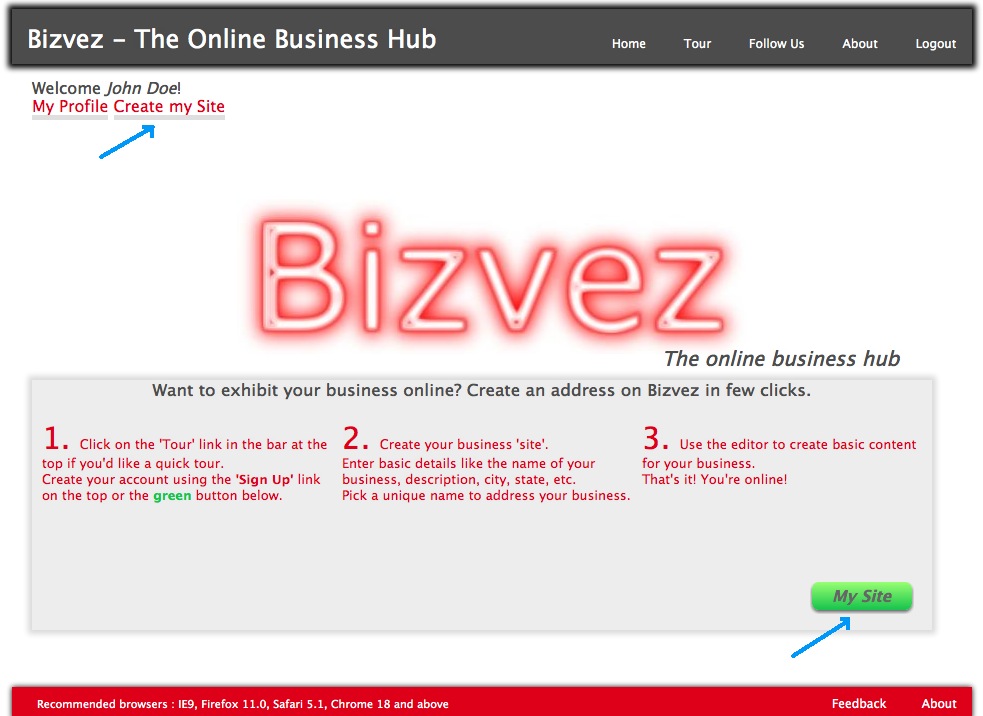 Bizvez – The Online Business Hub
Home Tour Follow Us About Logout
Welcome John Doe!
My Profile Create my Site
Bizvez
The online business hub
Want to exhibit your business online? Create an address on Bizvez in few clicks.
1. Click on the 'Tour' link in the bar at the
top if you'd like a quick tour.
Create your account using the 'Sign Up' link
on the top or the green button below.
2. Create your business 'site'.
Enter basic details like the name of your
business, description, city, state, etc.
Pick a unique name to address your business.
3. Use the editor to create basic content
for your business.
That's it! You're online!
My Site
Recommended browsers : IE9, Firefox 11.0, Safari 5.1, Chrome 18 and above
Feedback About